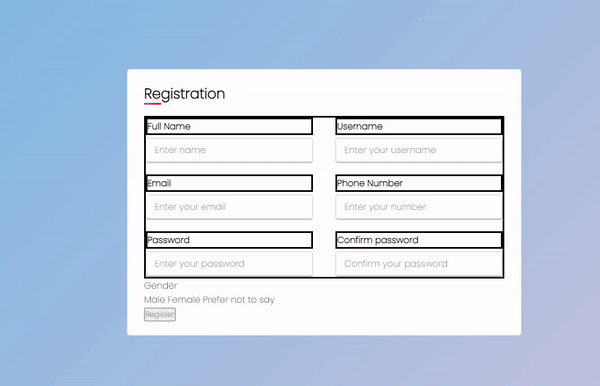 Registration
Full Name Username
Enter name Enter your username
Email Phone Number
Enter your email Enter your number
Password Confirm password
Enter your password Confirm your password
Gender
Male Female Prefer not to say
Register